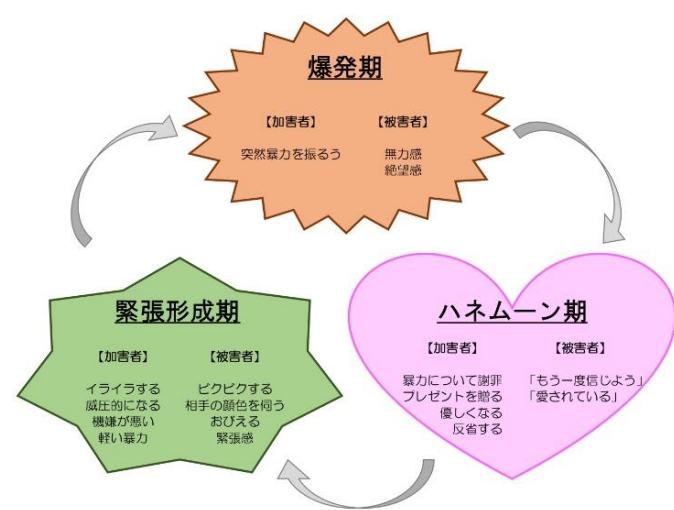 爆発期
【加害者】
突然暴力を振るう
【被害者】
無力感
絶望感
ハネムーン期
【加害者】
暴力について謝罪
プレゼントを贈る
優しくなる
反省する
【被害者】
「もう一度信じよう」
「愛されている」
緊張形成期
【加害者】
イライラする
威圧的になる
機嫌が悪い
軽い暴力
【被害者】
ビクビクする
相手の顔色を伺う
おびえる
緊張感